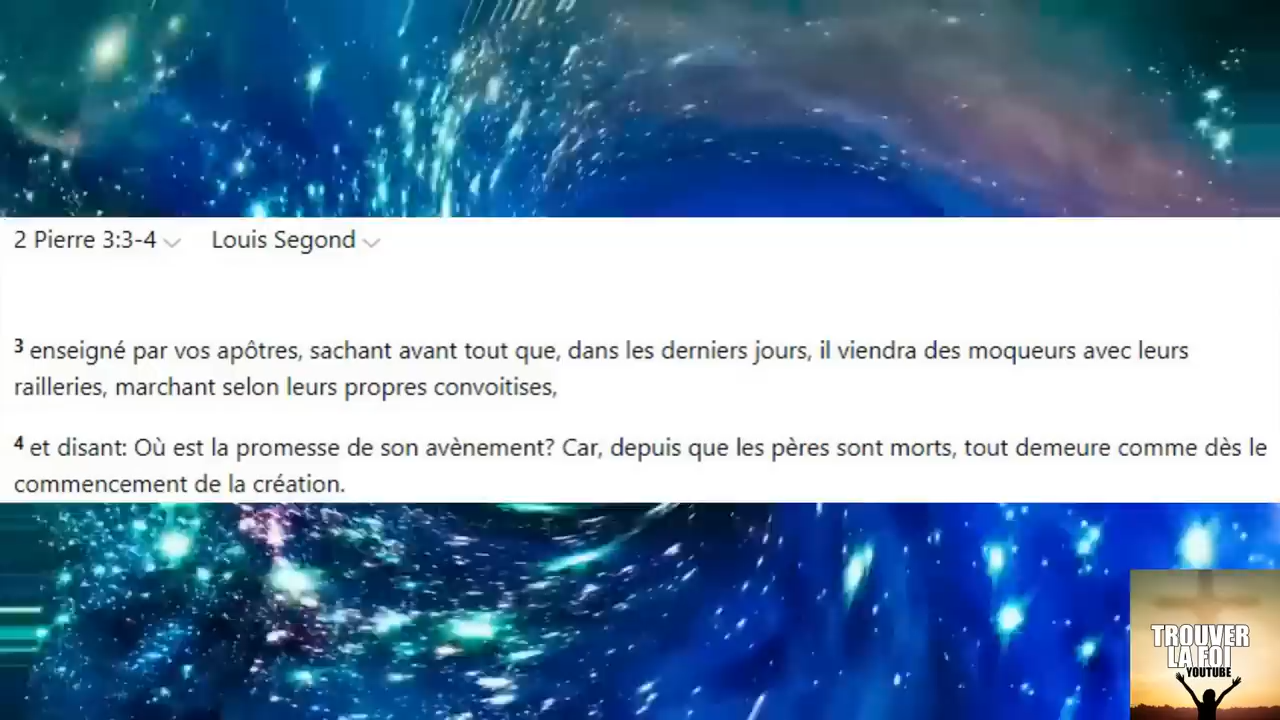 2 Pierre 3:3-4 Louis Segond
3 enseigné par vos apôtres, sachant avant tout que, dans les derniers jours, il viendra des moqueurs avec leurs
railleries, marchant selon leurs propres convoitises,
4 et disant: Où est la promesse de son avènement? Car, depuis que les pères sont morts, tout demeure comme dès le
commencement de la création.
TROUVER
LA FOI
YOUTUBE